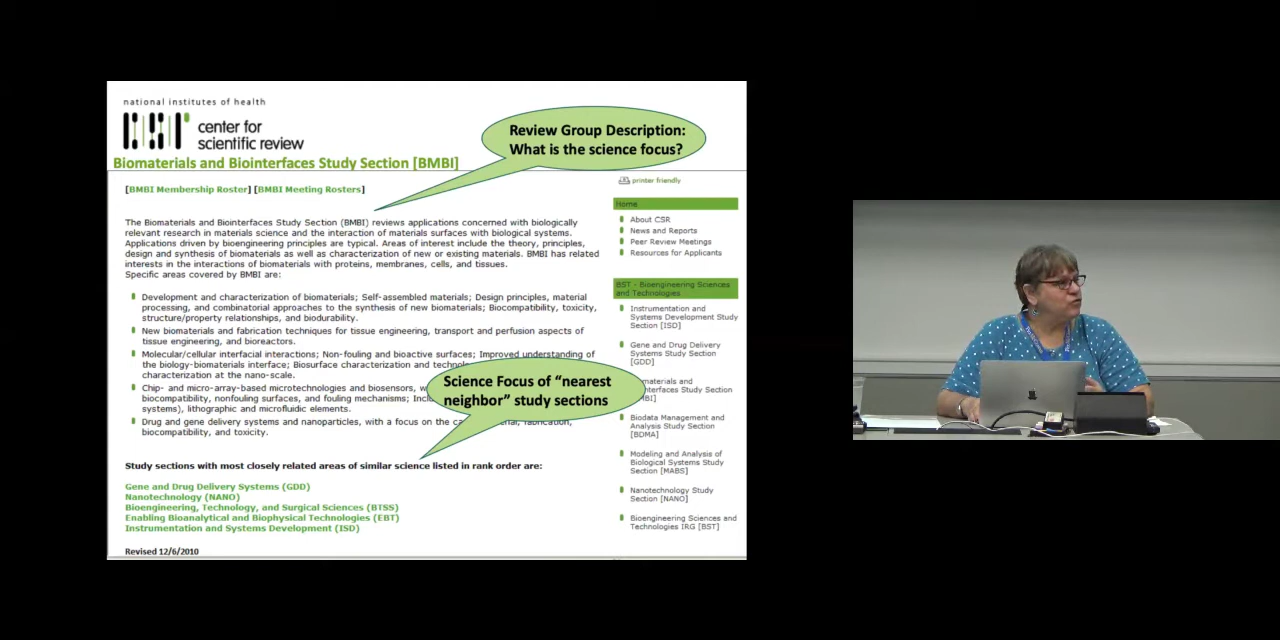 national institutes of health
center for
scientific review
Biomaterials and Biointerfaces Study Section [BMBI]
Review Group Description:
What is the science focus?
[BMBI Membership Roster] [BMBI Meeting Rosters]
The Biomaterials and Biointerfaces Study Section (BMBI) reviews applications concerned with biologically
relevant research in materials science and the interaction of materials surfaces with biological systems.
Applications driven by bioengineering principles are typical. Areas of interest include the theory, principles,
design and synthesis of biomaterials as well as characterization of new or existing materials. BMBI has related
interests in the interactions of biomaterials with proteins, membranes, cells, and tissues.
Specific areas covered by BMBI are:
Development and characterization of biomaterials; Self-assembled materials; Design principles, material
processing, and combinatorial approaches to the synthesis of new biomaterials; Biocompatibility, toxicity,
structure/property relationships, and biodurability.
New biomaterials and fabrication techniques for tissue engineering, transport and perfusion aspects of
tissue engineering, and bioreactors.
Molecular/cellular interfacial interactions; Non-fouling and bioactive surfaces; Improved understanding of
the biology-biomaterials interface; Biosurface characterization and
characterization at the nano-scale.
Chip- and micro-array-based microtechnologies and biosensors,
biocompatibility, nonfouling surfaces, and fouling mechanisms;
systems), lithographic and microfluidic elements.
Drug and gene delivery systems and nanoparticles, with a focus on the fabrication,
biocompatibility, and toxicity.
Science Focus of “nearest
neighbor” study sections
Study sections with most closely related areas of similar science listed in rank order are:
Gene and Drug Delivery Systems (GDD)
Nanotechnology (NANO)
Bioengineering, Technology, and Surgical Sciences (BTSS)
Enabling Bioanalytical and Biophysical Technologies (EBT)
Instrumentation and Systems Development (ISD)
Revised 12/6/2010
printer friendly
Home
About CSR
News and Reports
Peer Review Meetings
Resources for Applicants
BST - Bioengineering Sciences
and Technologies
Instrumentation and
Systems Development Study
Section [ISD]
Gene and Drug Delivery
Systems Study Section
[GDD]
and
Study Section
Biodata Management and
Analysis Study Section
[BDMA]
Modeling and Analysis of
Biological Systems Study
Section [MABS]
Nanotechnology Study
Section [NANO]
Bioengineering Sciences and
Technologies IRG [BST]